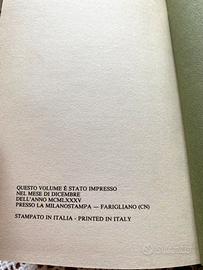 QUESTO VOLUME È STATO IMPRESSO
NEL MESE DI DICEMBRE
DELL'ANNO MCMLXXXV
PRESSO LA MILANOSTAMPA — FARIGLIANO (CN)
STAMPATO IN ITALIA - PRINTED IN ITALY
subito